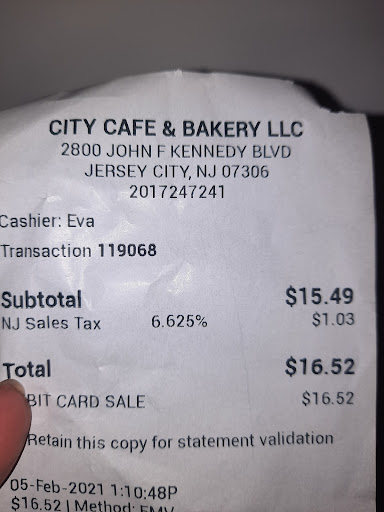 CITY CAFE & BAKERY LLC
2800 JOHN F KENNEDY BLVD
JERSEY CITY, NJ 07306
2017247241
Cashier: Eva
Transaction 119068
Subtotal $15.49
NJ Sales Tax 6.625% $1.03
Total $16.52
BIT CARD SALE $16.52
Retain this copy for statement validation
05-Feb-2021 1:10:48P
$16.52 | Method: EMV